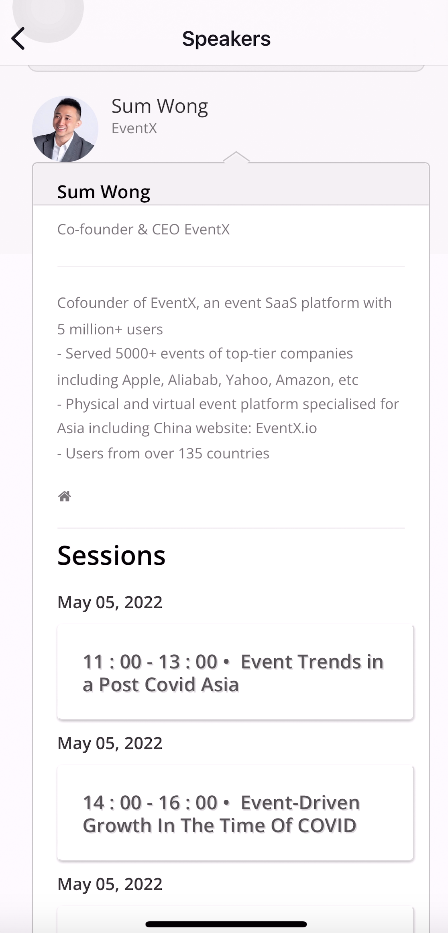 Speakers
Sum Wong
EventX
Sum Wong
Co-founder & CEO EventX
Cofounder of EventX, an event SaaS platform with
5 million+ users
- Served 5000+ events of top-tier companies
including Apple, Aliabab, Yahoo, Amazon, etc
- Physical and virtual event platform specialised for
Asia including China website: EventX.io
- Users from over 135 countries
Sessions
May 05, 2022
11 : 00 - 13 : 00 • Event Trends in
a Post Covid Asia
May 05, 2022
14 : 00 - 16 : 00 • Event-Driven
Growth In The Time Of COVID
May 05, 2022